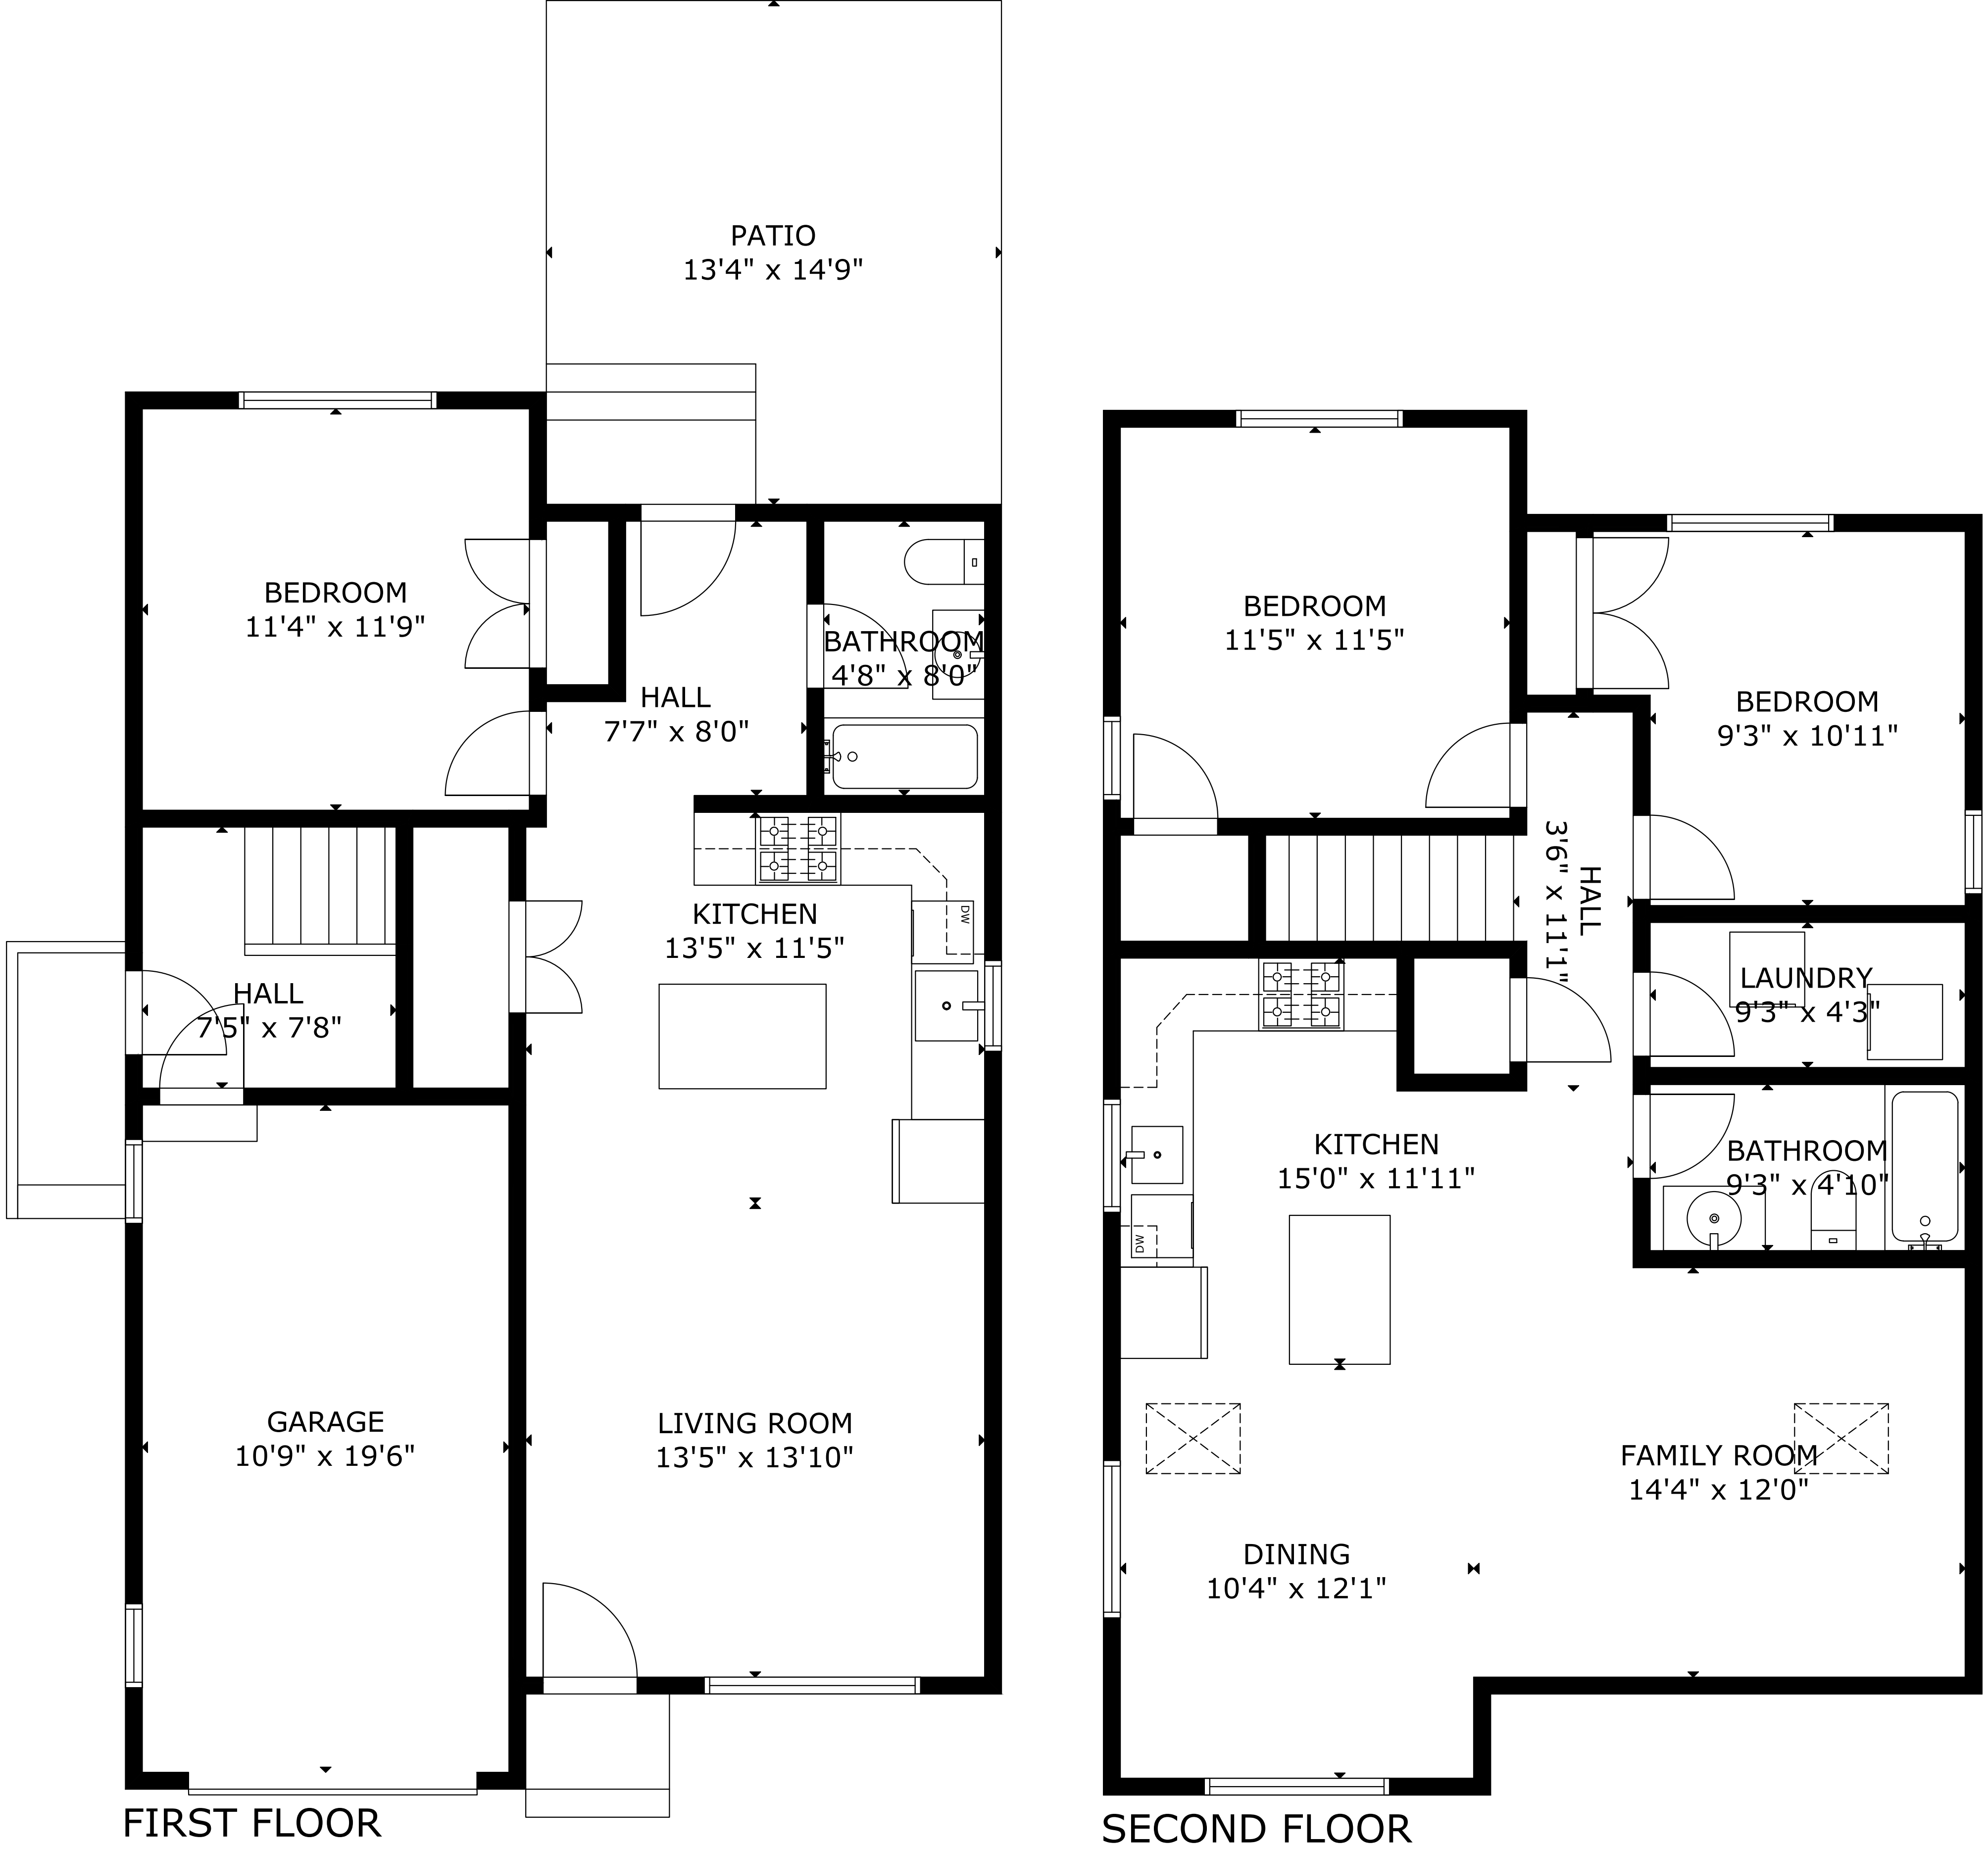 PATIO
13'4" x 14'9"
BEDROOM
11'4" x 11'9"
BATHROOM
4'8" x 8'0"
HALL
7'7" x 8'0"
KITCHEN
13'5" x 11'5"
DW
HALL
7'5" x 7'8"
GARAGE
10'9" x 19'6"
LIVING ROOM
13'5" x 13'10"
FIRST FLOOR
BEDROOM
11'5" x 11'5"
BEDROOM
9'3" x 10'11"
HALL
3'6" x 11'1"
LAUNDRY
9'3" x 4'3"
KITCHEN
15'0" x 11'11"
DW
BATHROOM
9'3" x 4'10"
FAMILY ROOM
14'4" x 12'0"
DINING
10'4" x 12'1"
SECOND FLOOR